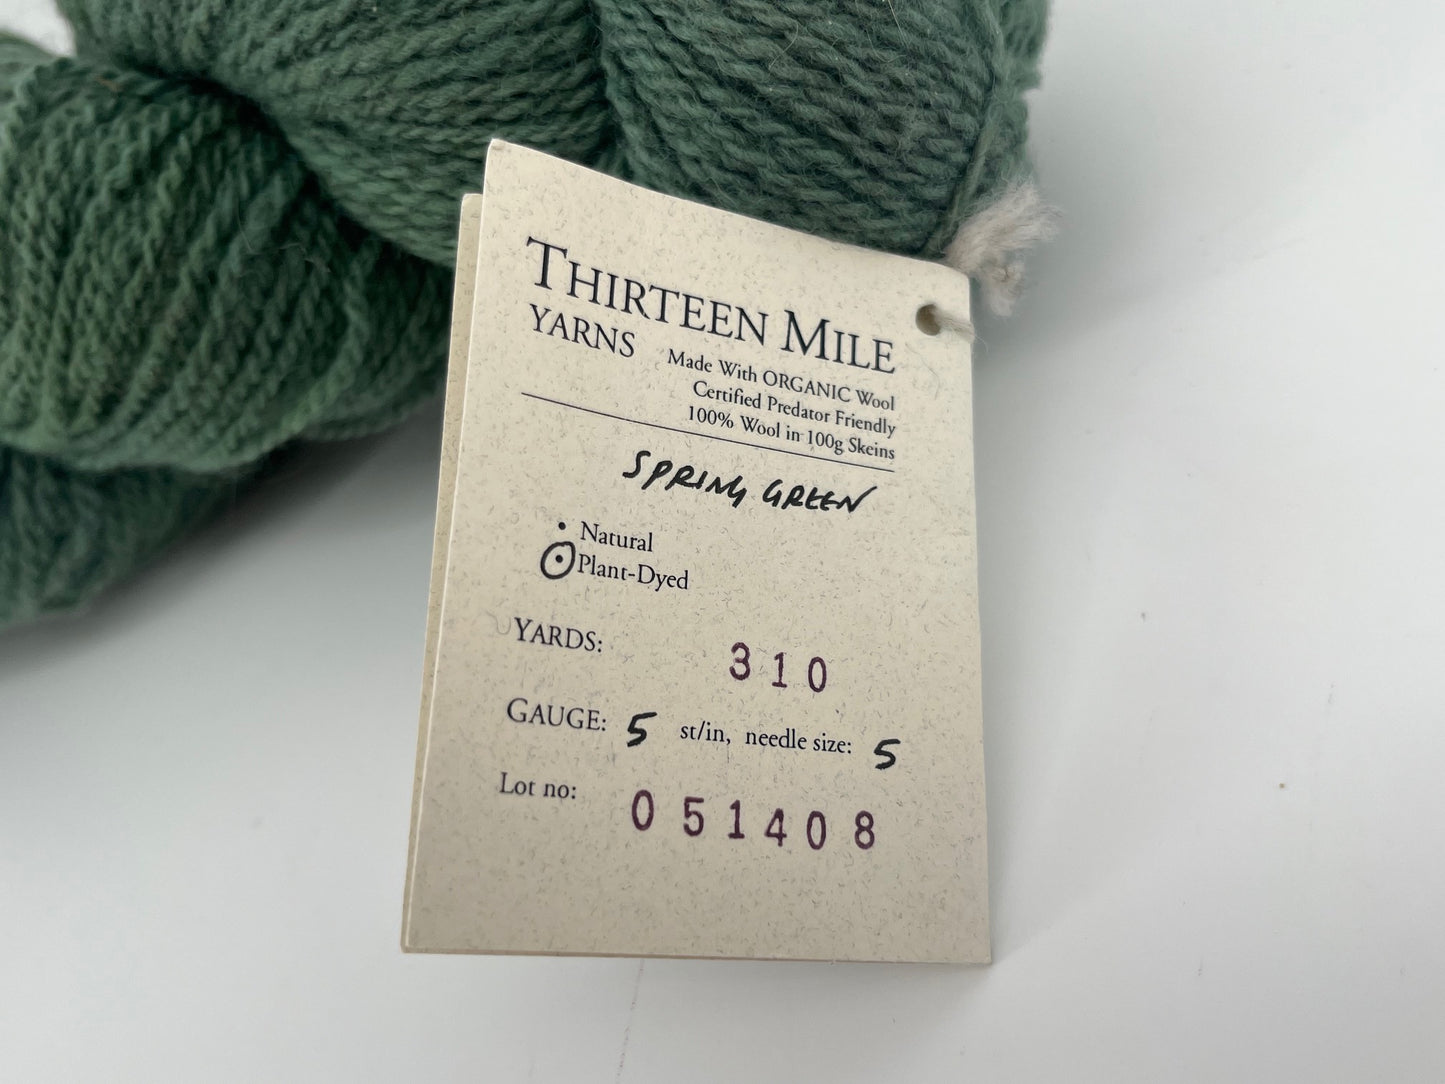 THIRTEEN MILE
YARNS
Made With ORGANIC Wool
Certified Predator Friendly
100% Wool in 100g Skeins
SPRING GREEN
• Natural
• Plant-Dyed
YARDS: 310
GAUGE: 5 st/in, needle size: 5
Lot no: 051408